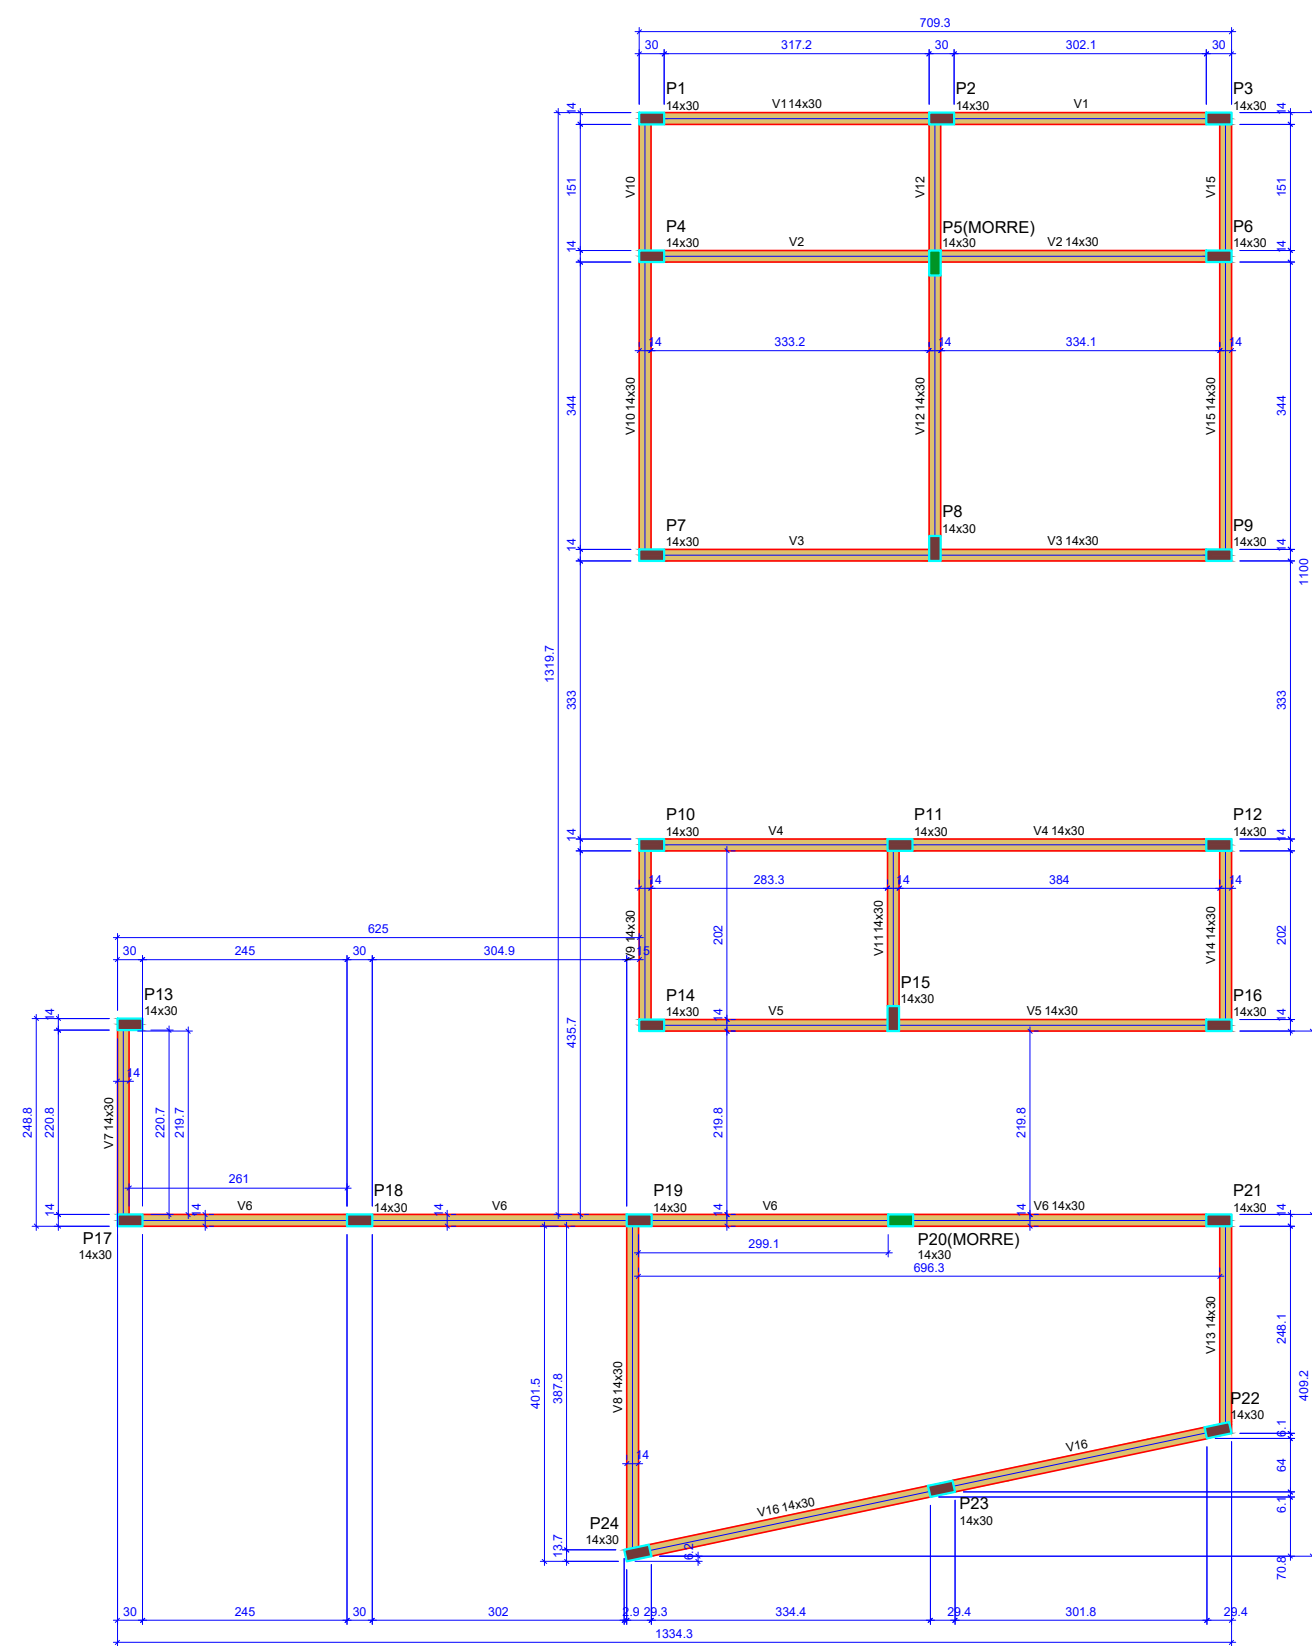 709.3
30 317.2 30 302.1 30
P1 P2 P3
14x30 V1 14x30 14x30 V1 14x30
14 14
151 V10 V12 V15 151
P4 P5(MORRE) P6
14 14x30 V2 14x30 V2 14x30 14x30 14
14 333.2 14 334.1 14
344 V10 14x30 V12 14x30 V15 14x30 344
P7 P8 P9
14 14x30 V3 14x30 V3 14x30 14x30 14
1100
1319.7
333 333
P10 P11 P12
14 14x30 V4 14x30 V4 14x30 14x30 14
14 283.3 14 384 14
625 V9 14x30 202 V11 14x30 V14 14x30 202
30 245 30 304.9 15
P13 P14 P15 P16
14 14x30 14x30 V5 14 14x30 V5 14x30 14x30 14
435.7
14
248.8 220.8 V7 14x30 220.7 219.7 219.8 219.8
261
P18 P19 P21
14 V6 14 14x30 V6 14 14x30 V6 14 14 V6 14x30 14x30 14
P17 P20(MORRE)
14x30 14x30
299.1
696.3
248.1
V13 14x30
401.5 387.8 V8 14x30 409.2
P22
14x30
6.1
V16
14 64
V16 14x30 P23 6.1
P24 14x30
14x30
13.7 6.2 70.8
30 245 30 302 2.9 29.3 334.4 29.4 301.8 29.4
1334.3